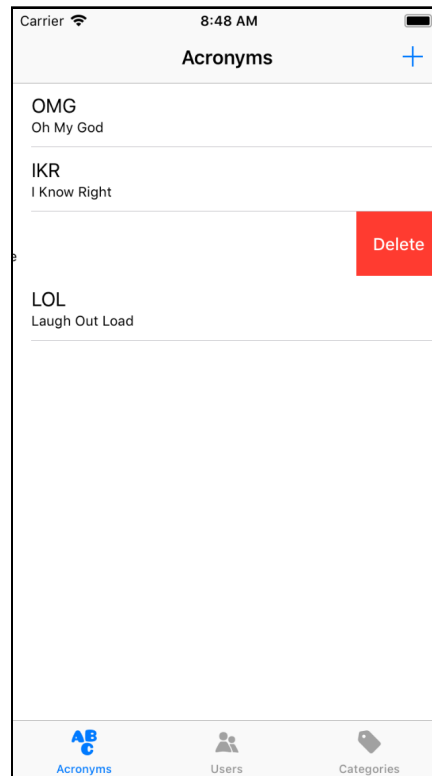 Carrier
8:48 AM
Acronyms
OMG
Oh My God
IKR
I Know Right
Delete
LOL
Laugh Out Load
ABC
Acronyms
Users
Categories